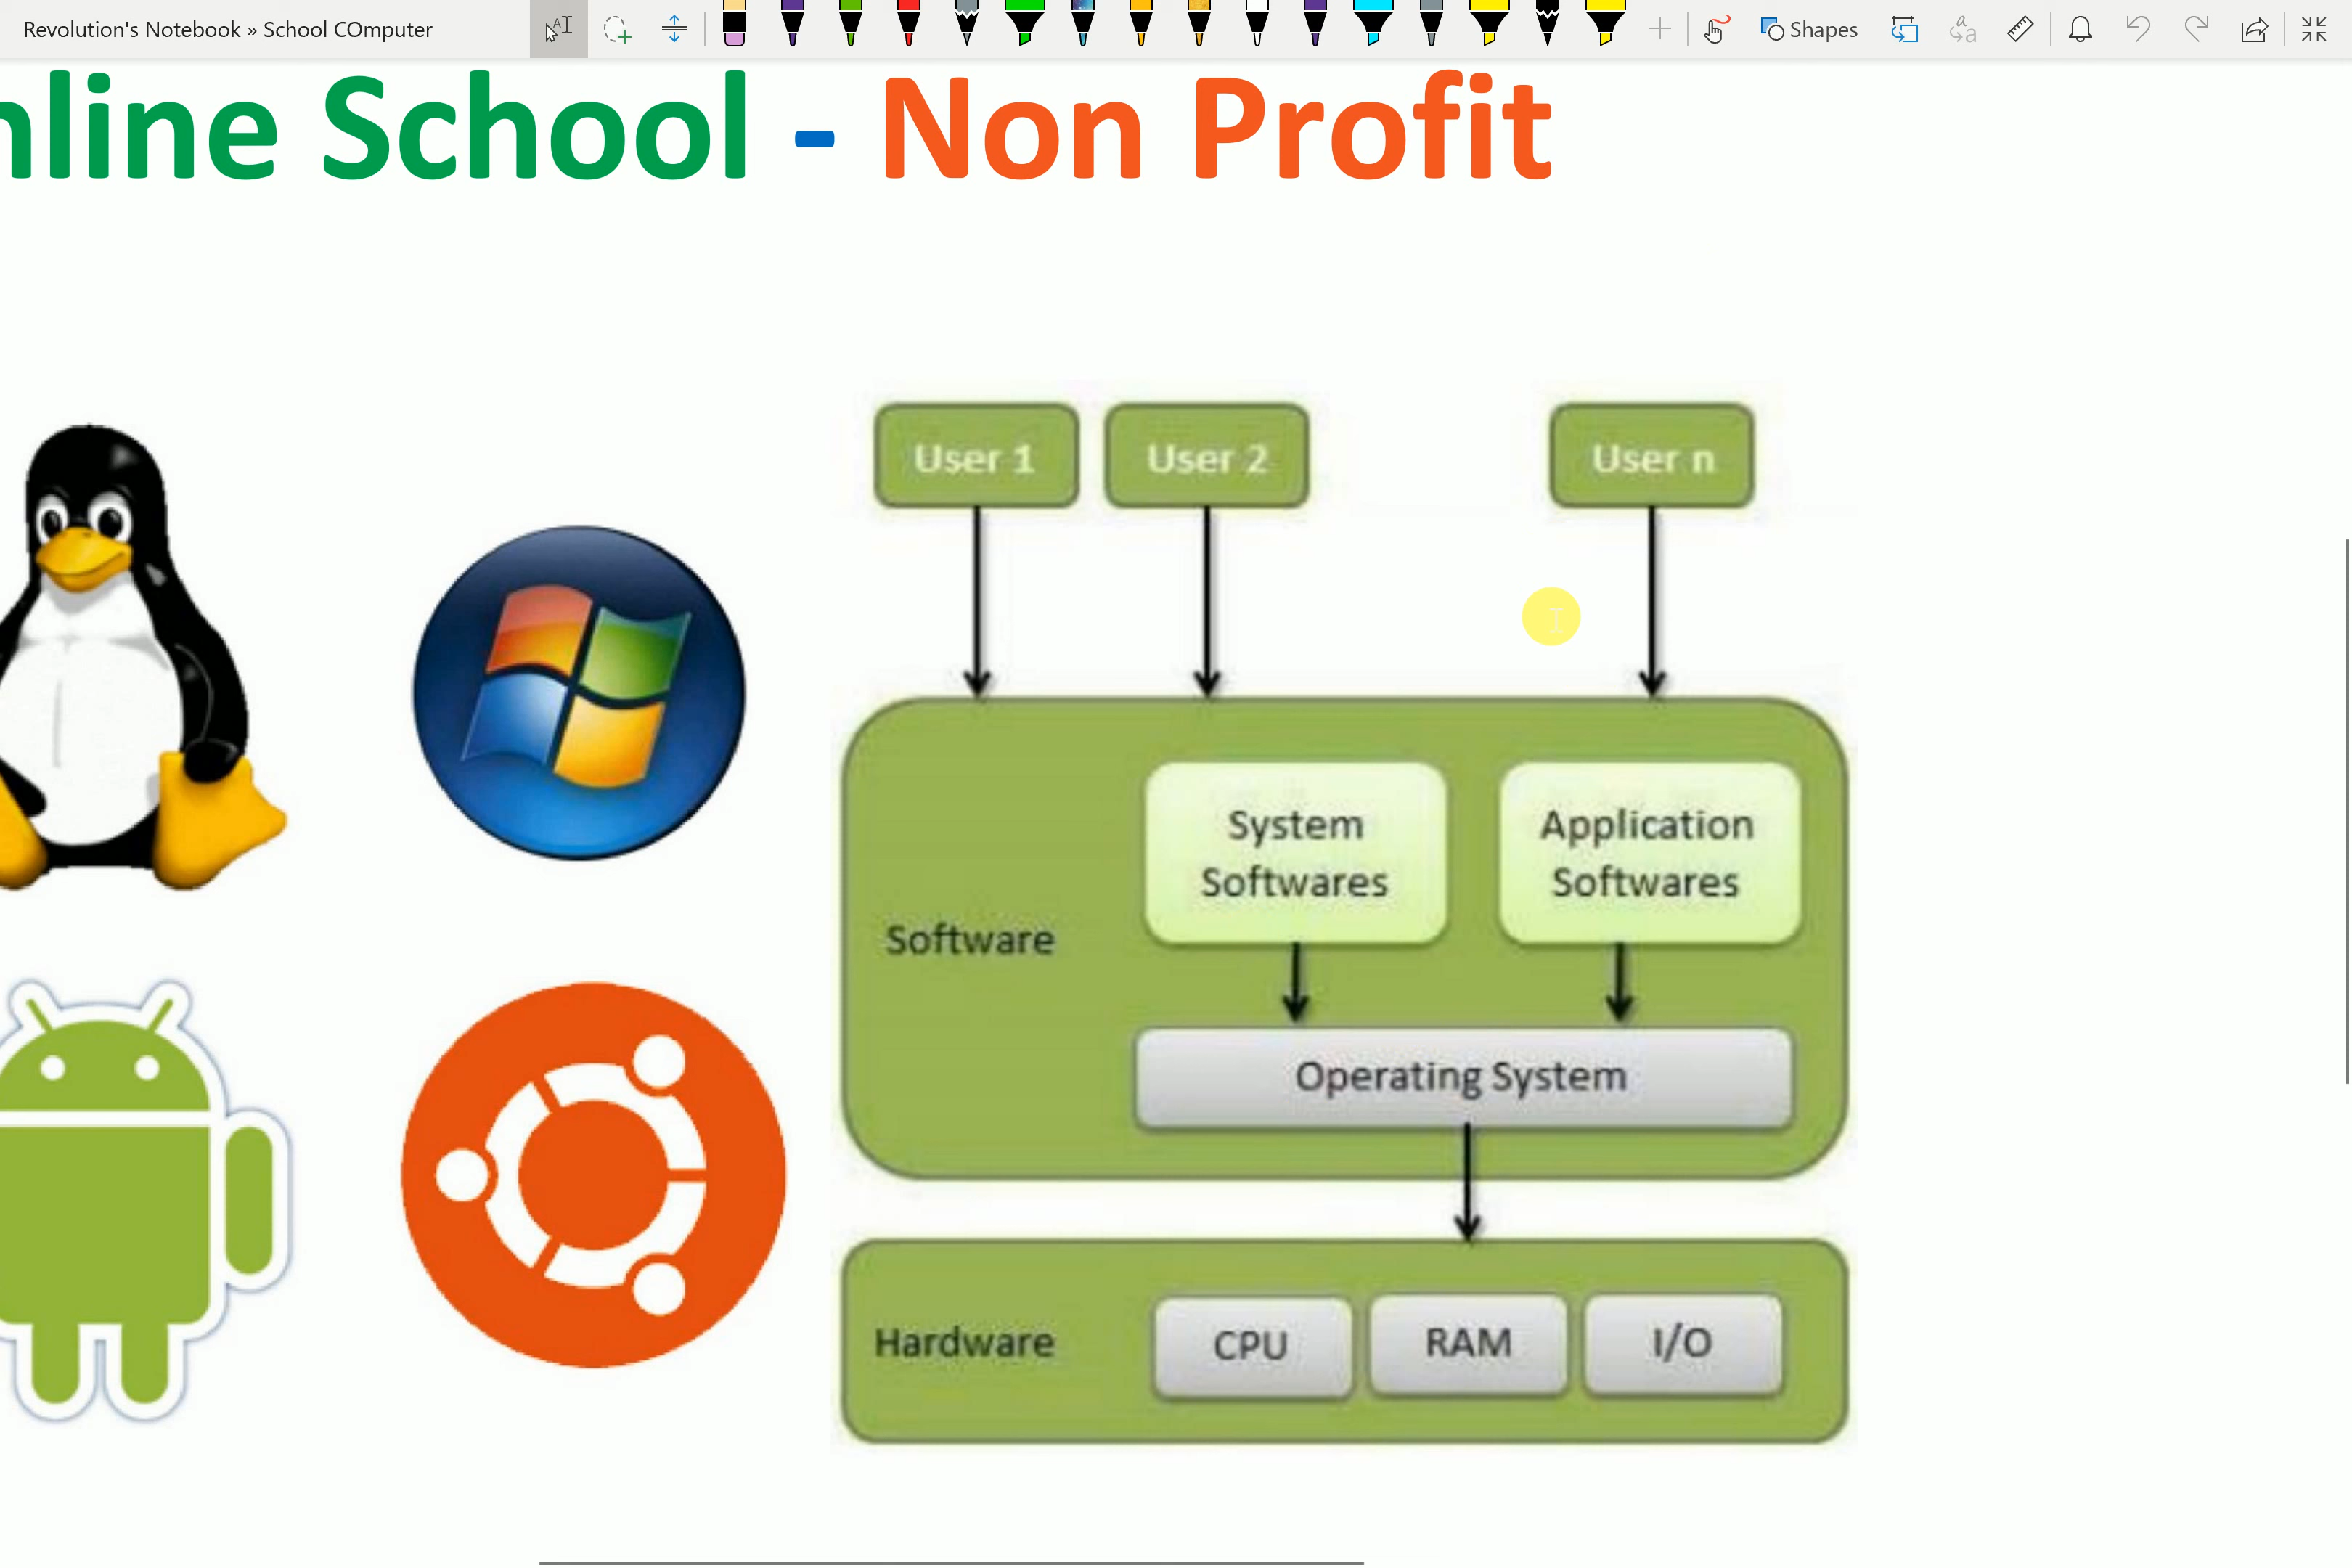 Revolution's Notebook » School COmputer
Shapes
nline School - Non Profit
User 1
User 2
User n
System
Softwares
Application
Softwares
Software
Operating System
Hardware
CPU
RAM
I/O